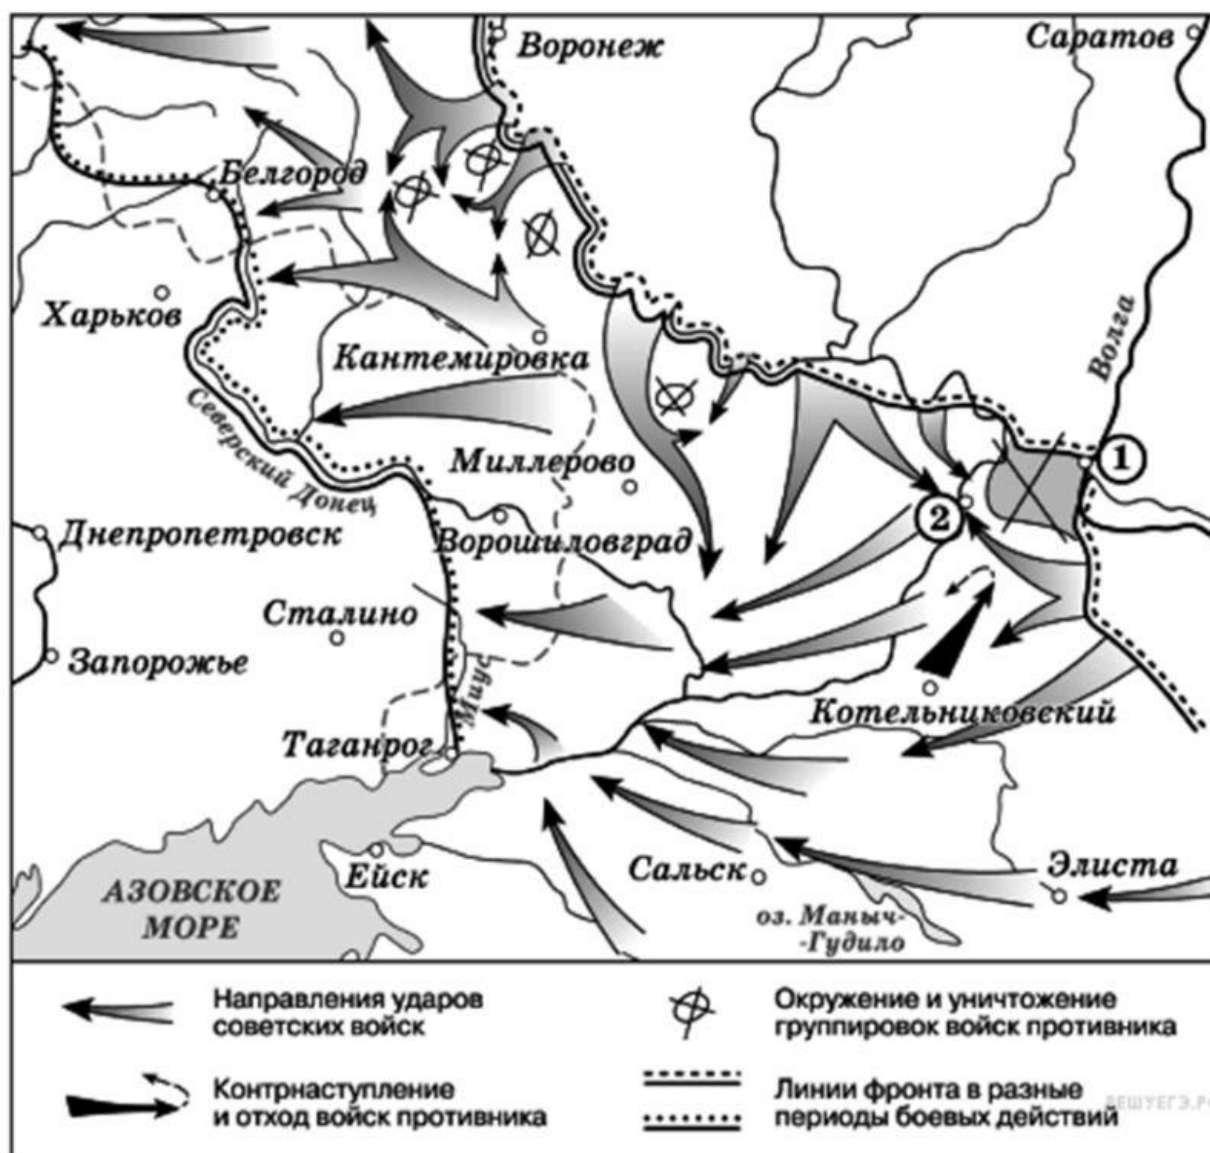 Воронеж
Саратов
Белгород
Волга
Харьков
Кантемировка
Северский Донец
Миллерово
1
2
Днепропетровск
Ворошиловград
Сталино
Запорожье
Миус
Котельниковский
Таганрог
Ейск
Сальск
Элиста
АЗОВСКОЕ
МОРЕ
оз. Маныч-
-Гудило
Направления ударов
советских войск
Окружение и уничтожение
группировок войск противника
Контрнаступление
и отход войск противника
Линии фронта в разные
периоды боевых действий